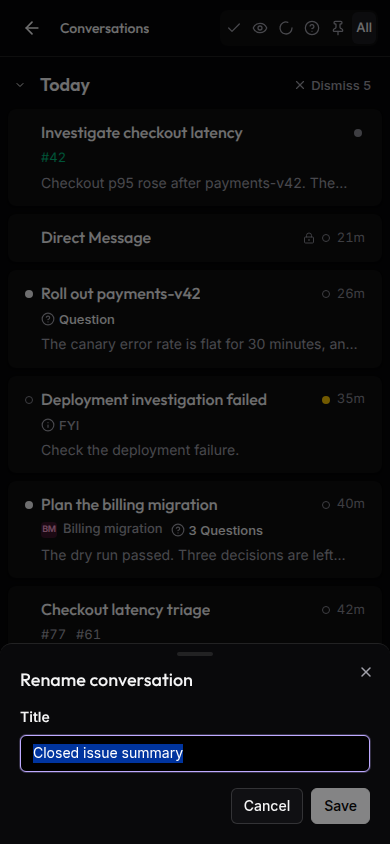 Conversations
All
Today
Dismiss 5
Investigate checkout latency
#42
Checkout p95 rose after payments-v42. The...
Direct Message
21m
Roll out payments-v42
26m
Question
The canary error rate is flat for 30 minutes, an...
Deployment investigation failed
35m
FYI
Check the deployment failure.
Plan the billing migration
40m
BM Billing migration 3 Questions
The dry run passed. Three decisions are left...
Checkout latency triage
42m
#77 #61
Rename conversation
Title
Closed issue summary
Cancel
Save